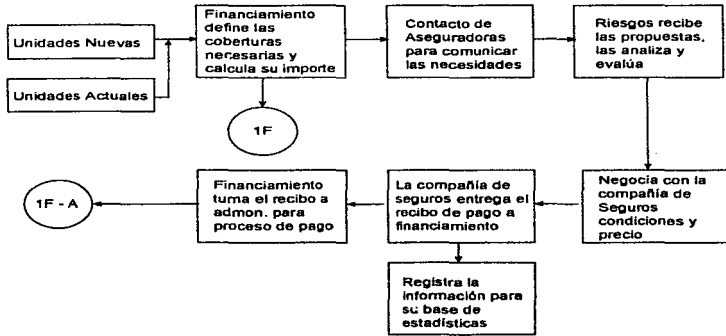 Unidades Nuevas
Unidades Actuales
Financiamiento
define las
coberturas
necesarias y
calcula su importe
Contacto de
Aseguradoras
para comunicar
las necesidades
Riesgos recibe
las propuestas,
las analiza y
evalúa
1F
1F - A
Financiamiento
turna el recibo a
admon. para
proceso de pago
La compañía de
seguros entrega el
recibo de pago a
financiamiento
Negocia con la
compañía de
Seguros
condiciones y
precio
Registra la
información para
su base de
estadísticas